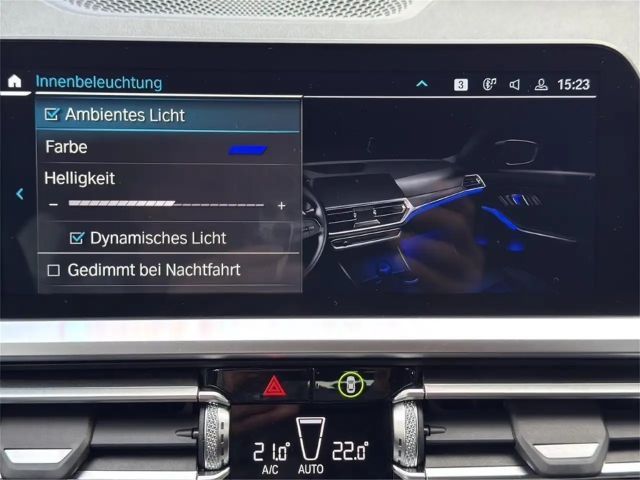 Innenbeleuchtung
3
15:23
Ambientes Licht
Farbe
Helligkeit
− +
Dynamisches Licht
Gedimmt bei Nachtfahrt
21.0 22.0
A/C AUTO